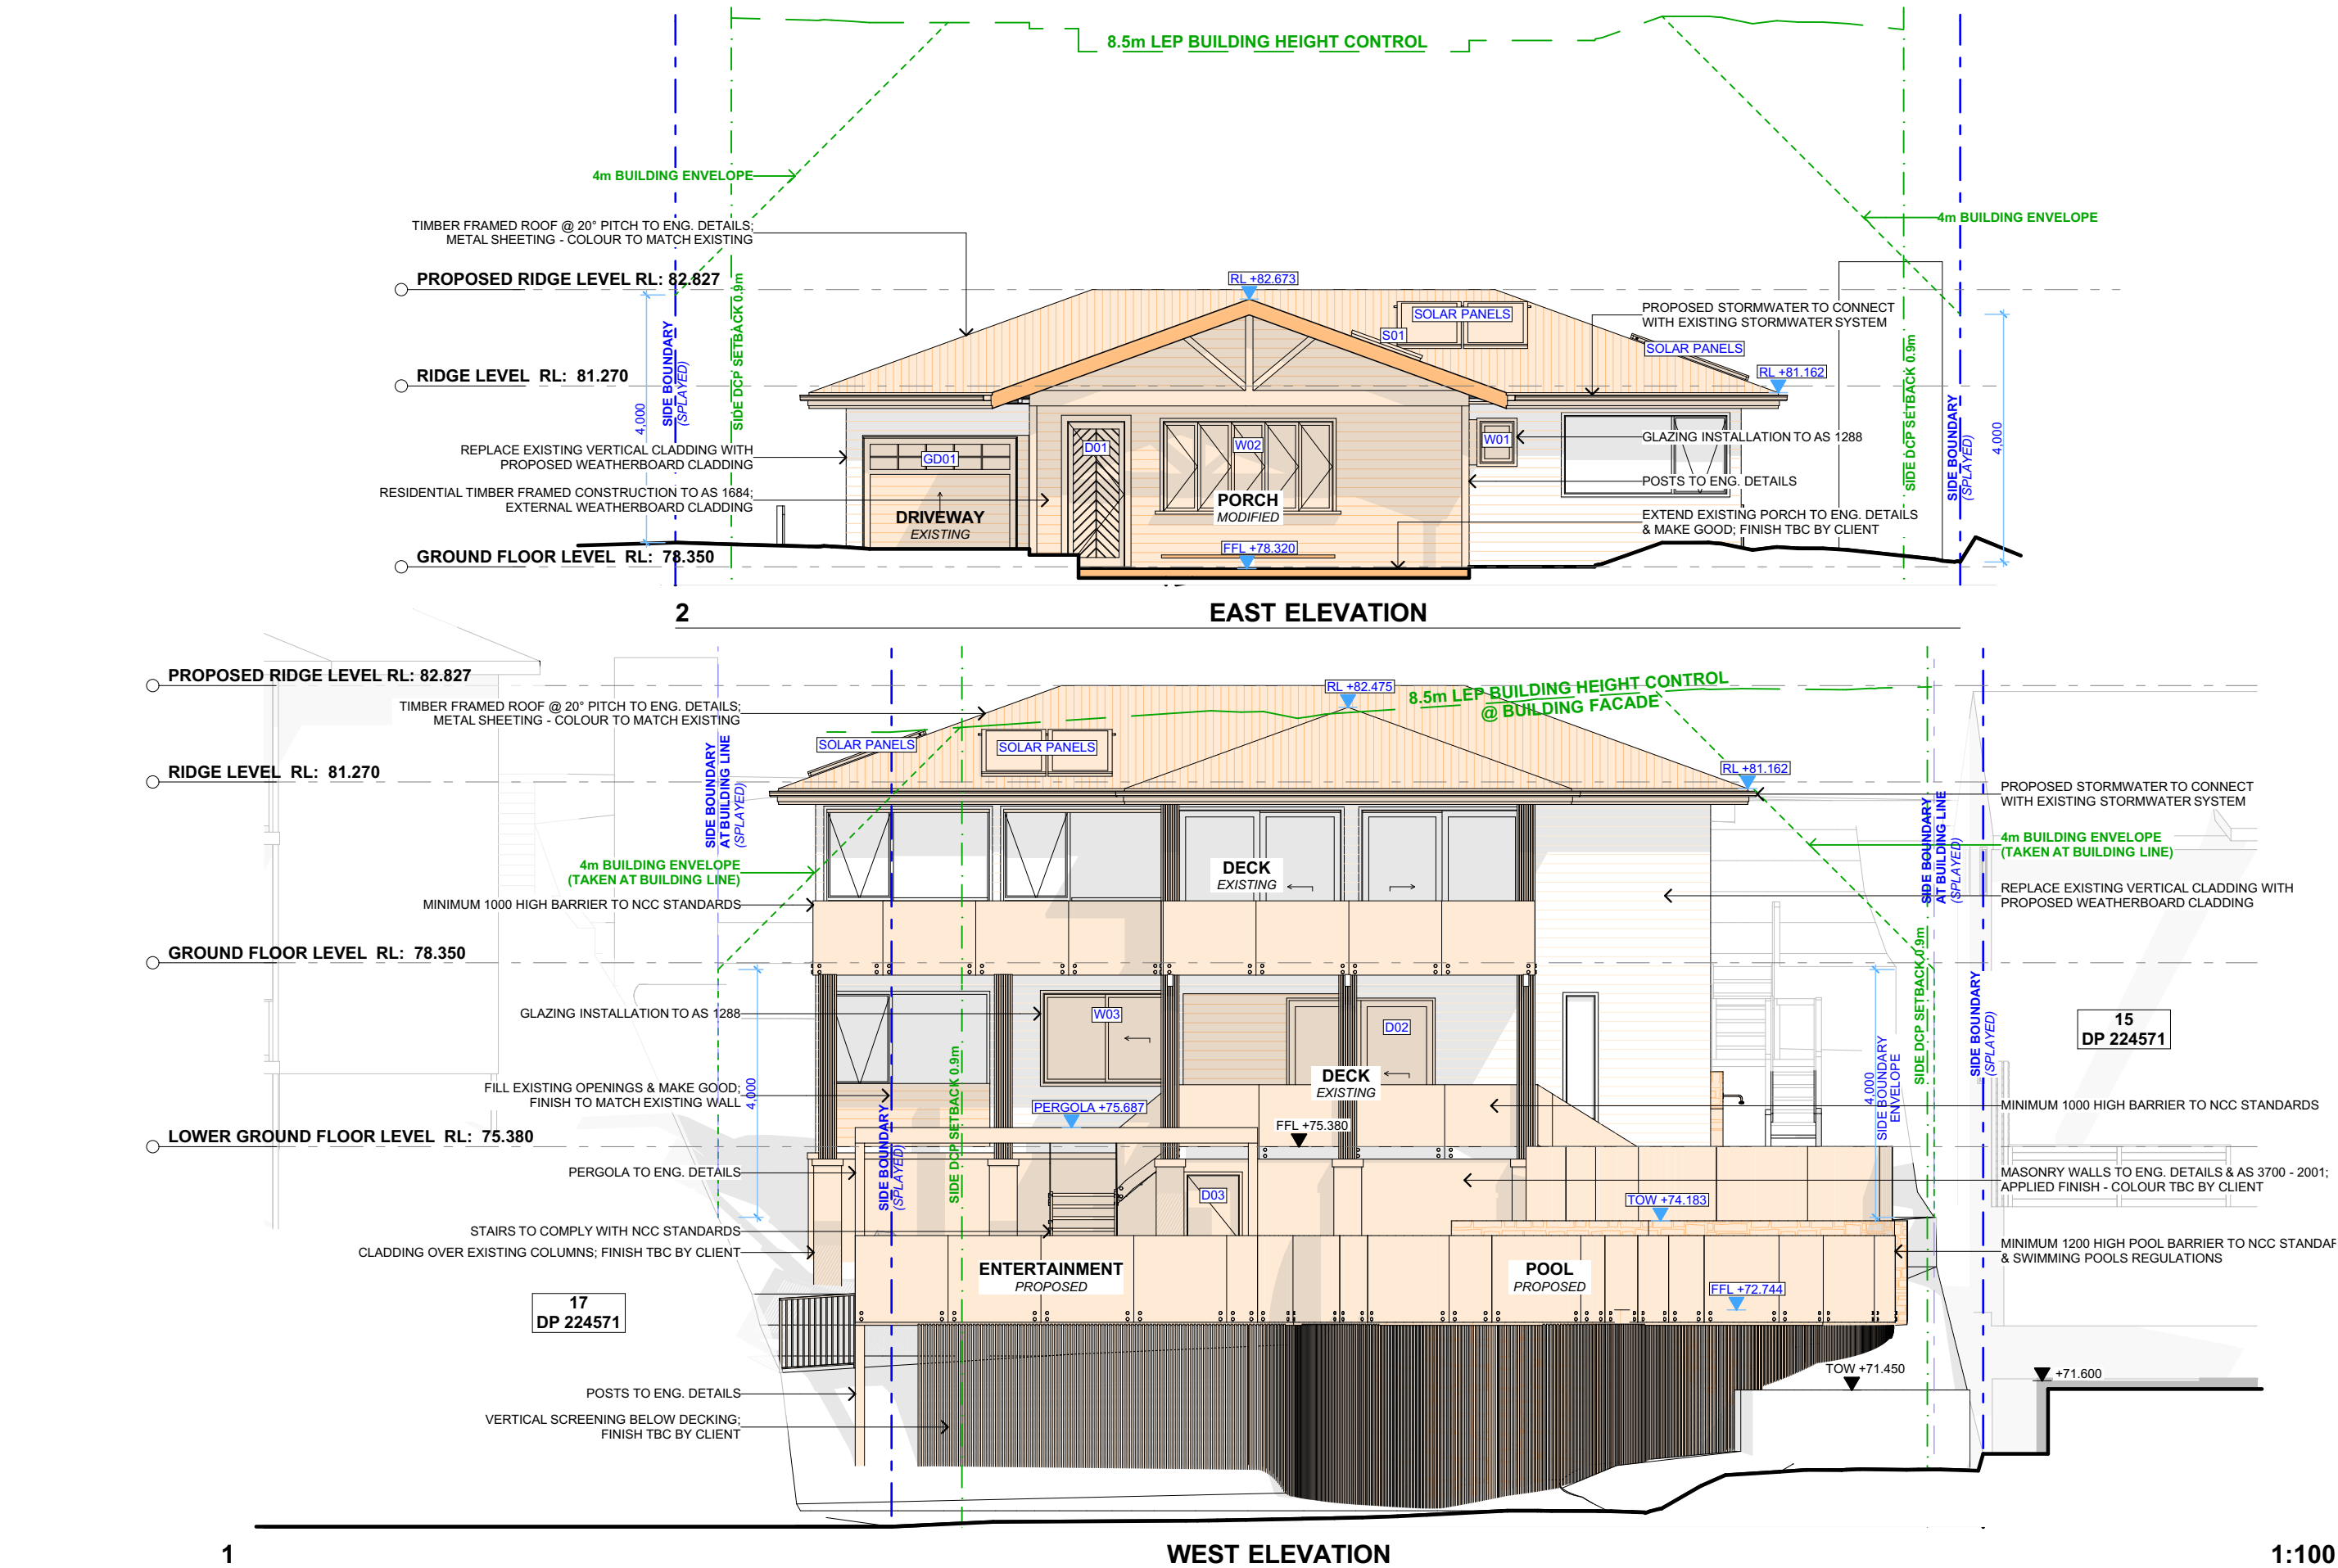 8.5m LEP BUILDING HEIGHT CONTROL
4m BUILDING ENVELOPE
4m BUILDING ENVELOPE
TIMBER FRAMED ROOF @ 20° PITCH TO ENG. DETAILS;
METAL SHEETING - COLOUR TO MATCH EXISTING
PROPOSED RIDGE LEVEL RL: 82.827
RL +82.673
SOLAR PANELS
S01
PROPOSED STORMWATER TO CONNECT
WITH EXISTING STORMWATER SYSTEM
SOLAR PANELS
RL +81.162
RIDGE LEVEL RL: 81.270
4,000
SIDE BOUNDARY
(SPLAYED)
SIDE DCP SETBACK 0.9m
SIDE DCP SETBACK 0.9m
SIDE BOUNDARY
(SPLAYED)
4,000
REPLACE EXISTING VERTICAL CLADDING WITH
PROPOSED WEATHERBOARD CLADDING
GD01
D01
W02
W01
GLAZING INSTALLATION TO AS 1288
RESIDENTIAL TIMBER FRAMED CONSTRUCTION TO AS 1684;
EXTERNAL WEATHERBOARD CLADDING
POSTS TO ENG. DETAILS
DRIVEWAY
EXISTING
PORCH
MODIFIED
EXTEND EXISTING PORCH TO ENG. DETAILS
& MAKE GOOD; FINISH TBC BY CLIENT
FFL +78.320
GROUND FLOOR LEVEL RL: 78.350
2
EAST ELEVATION
PROPOSED RIDGE LEVEL RL: 82.827
RL +82.475
8.5m LEP BUILDING HEIGHT CONTROL
@ BUILDING FACADE
TIMBER FRAMED ROOF @ 20° PITCH TO ENG. DETAILS;
METAL SHEETING - COLOUR TO MATCH EXISTING
SOLAR PANELS
SOLAR PANELS
RIDGE LEVEL RL: 81.270
RL +81.162
SIDE BOUNDARY
AT BUILDING LINE
(SPLAYED)
PROPOSED STORMWATER TO CONNECT
WITH EXISTING STORMWATER SYSTEM
SIDE BOUNDARY
AT BUILDING LINE
(SPLAYED)
4m BUILDING ENVELOPE
(TAKEN AT BUILDING LINE)
4m BUILDING ENVELOPE
(TAKEN AT BUILDING LINE)
DECK
EXISTING
REPLACE EXISTING VERTICAL CLADDING WITH
PROPOSED WEATHERBOARD CLADDING
MINIMUM 1000 HIGH BARRIER TO NCC STANDARDS
GROUND FLOOR LEVEL RL: 78.350
GLAZING INSTALLATION TO AS 1288
W03
D02
SIDE DCP SETBACK 0.9m
SIDE BOUNDARY
(SPLAYED)
15
DP 224571
FILL EXISTING OPENINGS & MAKE GOOD;
FINISH TO MATCH EXISTING WALL
4,000
SIDE DCP SETBACK 0.9m
DECK
EXISTING
4,000
SIDE BOUNDARY
ENVELOPE
MINIMUM 1000 HIGH BARRIER TO NCC STANDARDS
PERGOLA +75.687
FFL +75.380
LOWER GROUND FLOOR LEVEL RL: 75.380
SIDE BOUNDARY
(SPLAYED)
PERGOLA TO ENG. DETAILS
D03
MASONRY WALLS TO ENG. DETAILS & AS 3700 - 2001;
APPLIED FINISH - COLOUR TBC BY CLIENT
TOW +74.183
STAIRS TO COMPLY WITH NCC STANDARDS
CLADDING OVER EXISTING COLUMNS; FINISH TBC BY CLIENT
MINIMUM 1200 HIGH POOL BARRIER TO NCC STANDAR
& SWIMMING POOLS REGULATIONS
ENTERTAINMENT
PROPOSED
POOL
PROPOSED
FFL +72.744
17
DP 224571
TOW +71.450
+71.600
POSTS TO ENG. DETAILS
VERTICAL SCREENING BELOW DECKING;
FINISH TBC BY CLIENT
1
WEST ELEVATION
1:100